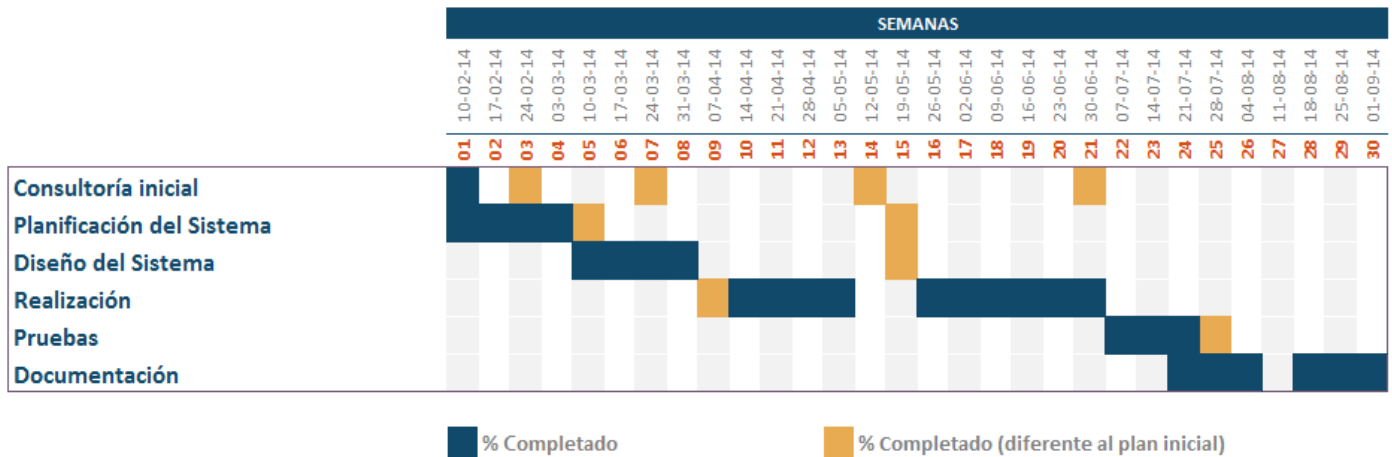 SEMANAS
10-02-14 17-02-14 24-02-14 03-03-14 10-03-14 17-03-14 24-03-14 31-03-14 07-04-14 14-04-14 21-04-14 28-04-14 05-05-14 12-05-14 19-05-14 26-05-14 02-06-14 09-06-14 16-06-14 23-06-14 30-06-14 07-07-14 14-07-14 21-07-14 28-07-14 04-08-14 11-08-14 18-08-14 25-08-14 01-09-14
01 02 03 04 05 06 07 08 09 10 11 12 13 14 15 16 17 18 19 20 21 22 23 24 25 26 27 28 29 30
Consultoría inicial
Planificación del Sistema
Diseño del Sistema
Realización
Pruebas
Documentación
% Completado
% Completado (diferente al plan inicial)